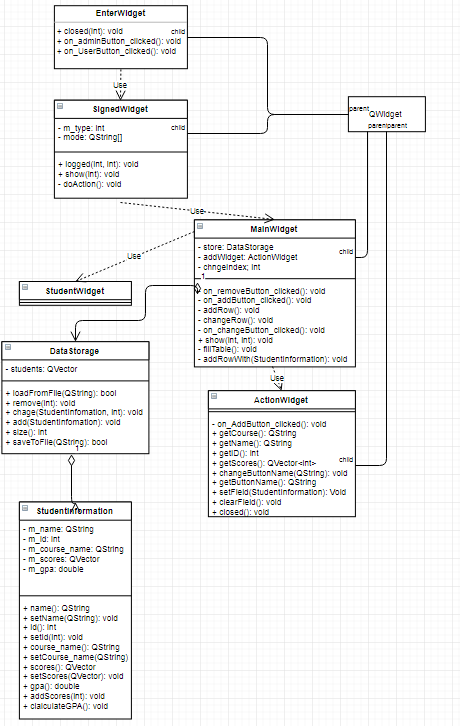 EnterWidget
+ closed(int): void
+ on_adminButton_clicked(): void
+ on_UserButton_clicked(): void
child
Use
SignedWidget
- m_type: int
- mode: QString[]
child
+ logged(int, int): void
+ show(int): void
- doAction(): void
parent
QWidget
parent
parent
Use
MainWidget
- store: DataStorage
- addWidget: ActionWidget
- chngeIndex; int
child
1
- on_removeButton_clicked(): void
- on_addButton_clicked(): void
- addRow(): void
- changeRow(): void
- on_changeButton_clicked(): void
+ show(int, int): void
- fillTable(): void
- addRowWith(StudentInformation): void
Use
StudentWidget
DataStorage
- students: QVector
+ loadFromFile(QString): bool
+ remove(int): void
+ chage(StudentInfomation, int): void
+ add(StudentInfomation): void
+ size(): int
+ saveToFile(QString): bool
1
Use
ActionWidget
- on_AddButton_clicked(): void
+ getCourse(): QString
+ getName(): QString
+ getID(): int
+ getScores(): QVector<int>
+ changeButtonName(QString): void
+ getButtonName(): QString
+ setField(StudentInformation): Void
+ clearField(): void
+ closed(): void
child
StudentInformation
- m_name: QString
- m_id: int
- m_course_name: QString
- m_scores: QVector
- m_gpa: double
+ name(): QString
+ setName(QString): void
+ id(): int
+ setId(int): void
+ course_name(): QString
+ setCourse_name(QString)
+ scores(): QVector
+ setScores(QVector): void
+ gpa(): double
+ addScores(int): void
+ clalculateGPA(): void